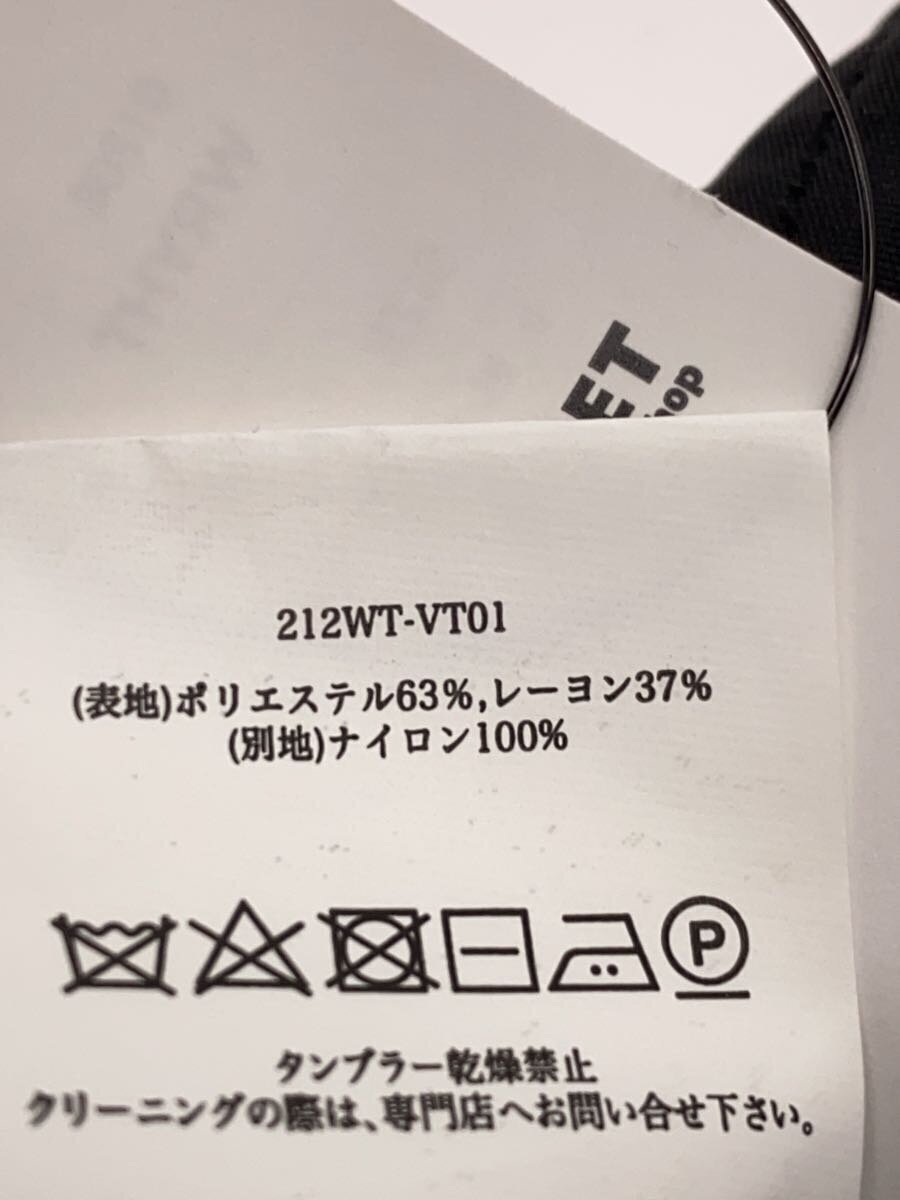 ET
hop
212WT-VT01
(表地)ポリエステル63%,レーヨン37%
(別地)ナイロン100%
P
タンブラー乾燥禁止
クリーニングの際は、専門店へお問い合せ下さい。